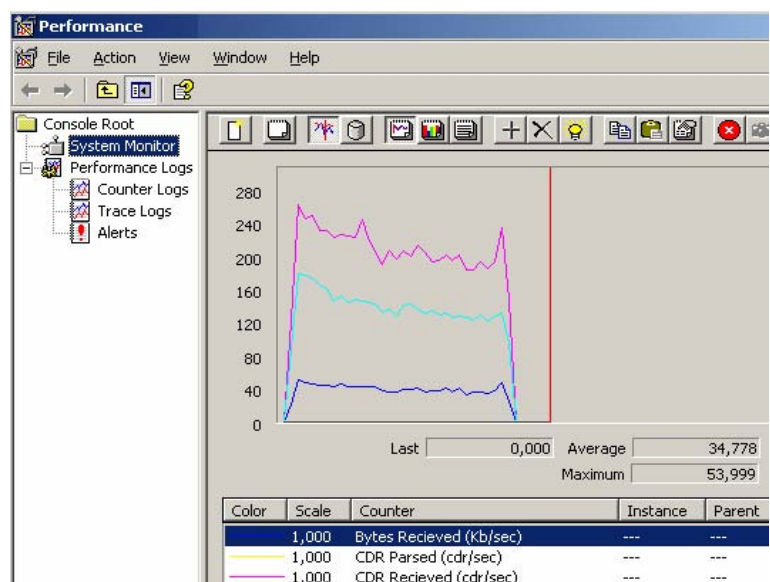 Performance
File Action View Window Help
Console Root
System Monitor
Performance Logs
Counter Logs
Trace Logs
Alerts
280
240
200
160
120
80
40
0
Last 0,000 Average 34,778
Maximum 53,999
Color Scale Counter Instance Parent
1,000 Bytes Recieved (Kb/sec) --- ---
1,000 CDR Parsed (cdr/sec) --- ---
1,000 CDR Recieved (cdr/sec) --- ---